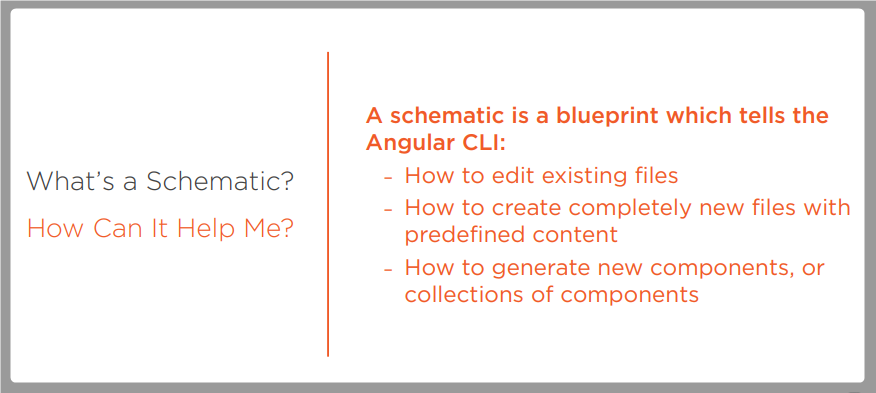 What's a Schematic?
How Can It Help Me?
A schematic is a blueprint which tells the
Angular CLI:
- How to edit existing files
- How to create completely new files with
predefined content
- How to generate new components, or
collections of components